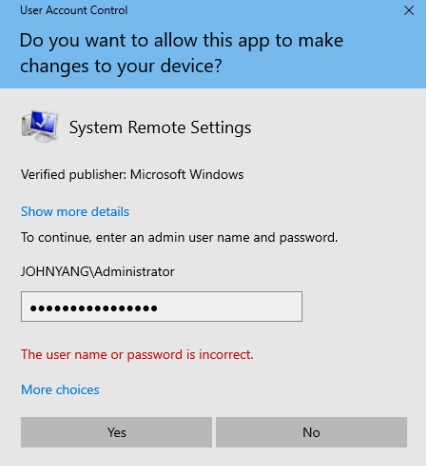 User Account Control
Do you want to allow this app to make
changes to your device?
System Remote Settings
Verified publisher: Microsoft Windows
Show more details
To continue, enter an admin user name and password.
JOHNYANG\Administrator
••••••••••••••••
The user name or password is incorrect.
More choices
Yes
No